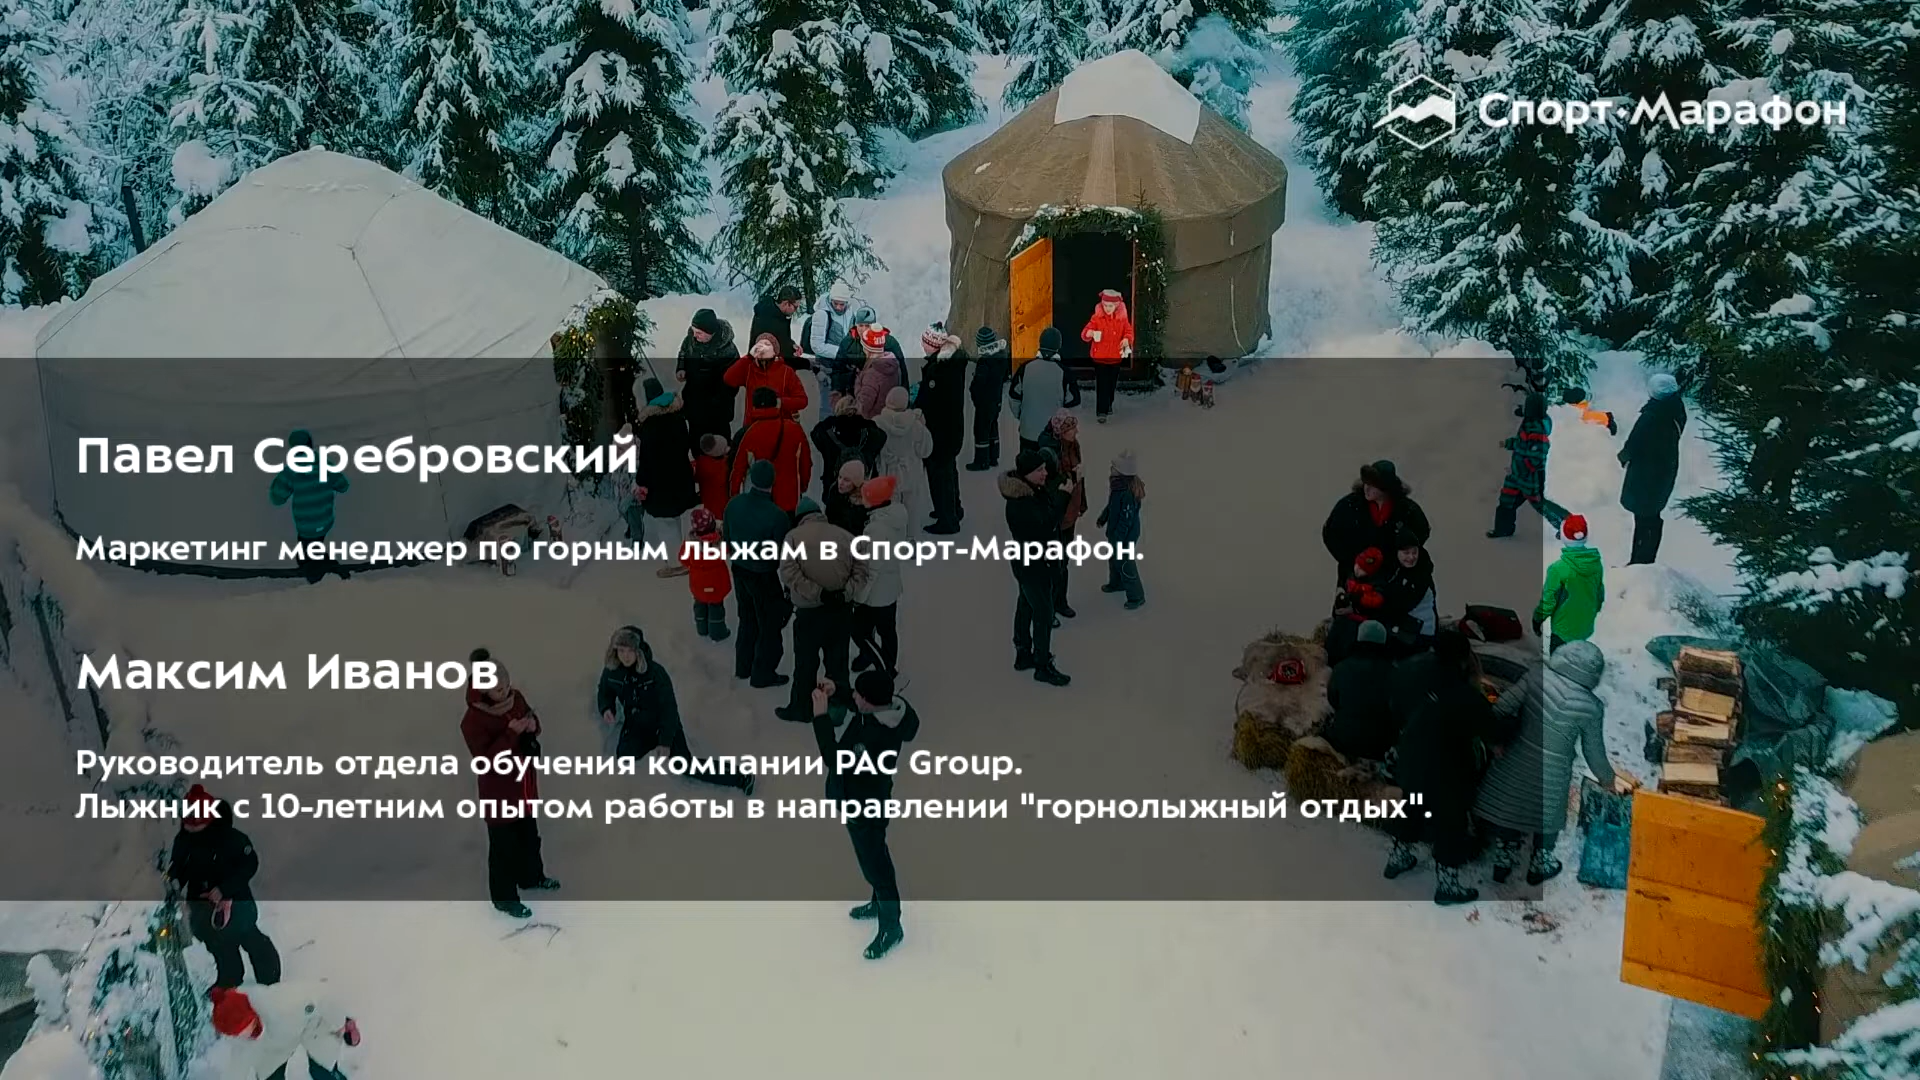 Спорт-Марафон
Павел Серебровский
Маркетинг менеджер по горным лыжам в Спорт-Марафон.
Максим Иванов
Руководитель отдела обучения компании PAC Group.
Лыжник с 10-летним опытом работы в направлении "горнолыжный отдых".